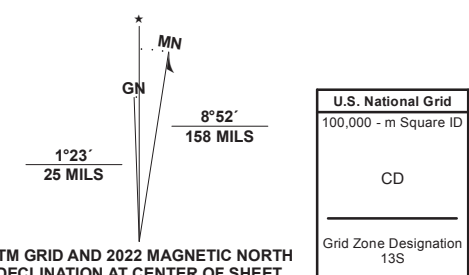 ★
MN
GN
8°52´
158 MILS
1°23´
25 MILS
TM GRID AND 2022 MAGNETIC NORTH
DECLINATION AT CENTER OF SHEET
U.S. National Grid
100,000 - m Square ID
CD
Grid Zone Designation
13S